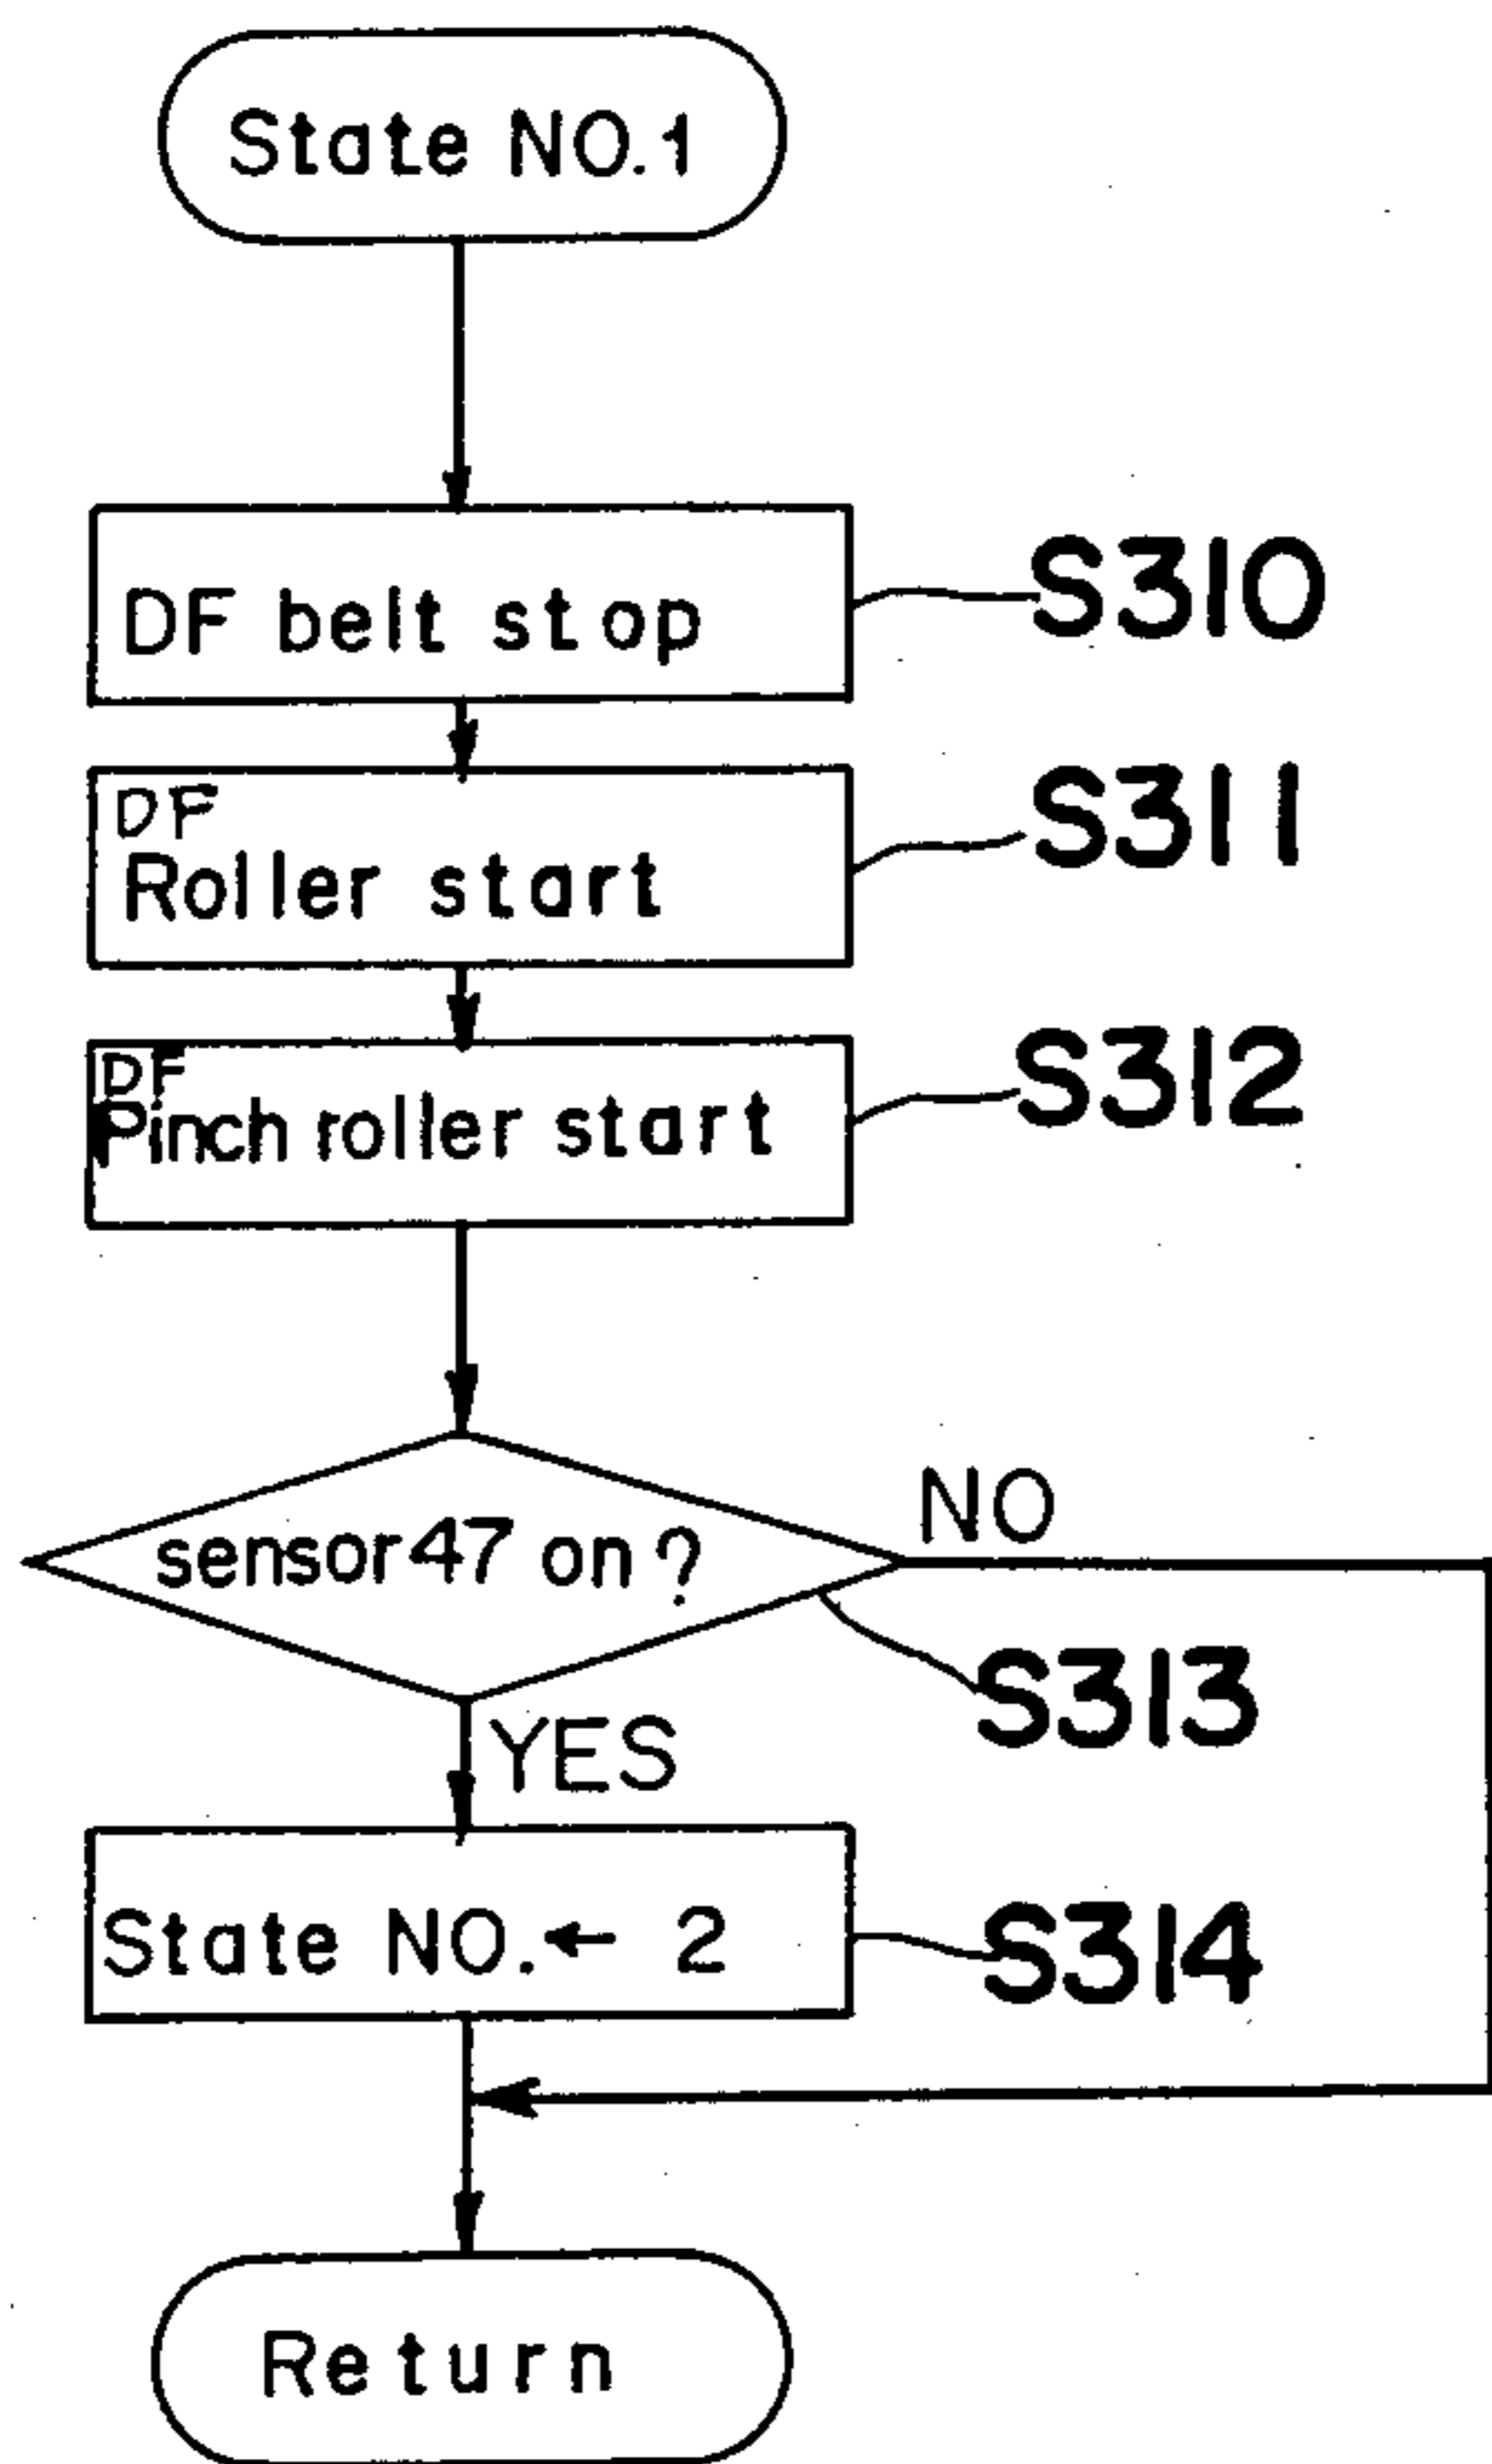 State NO.1
DF belt stop
S310
DF
Roller start
S311
DF
Pinch roller start
S312
sensor47 on?
NO
S313
YES
State NO.← 2
S314
Return